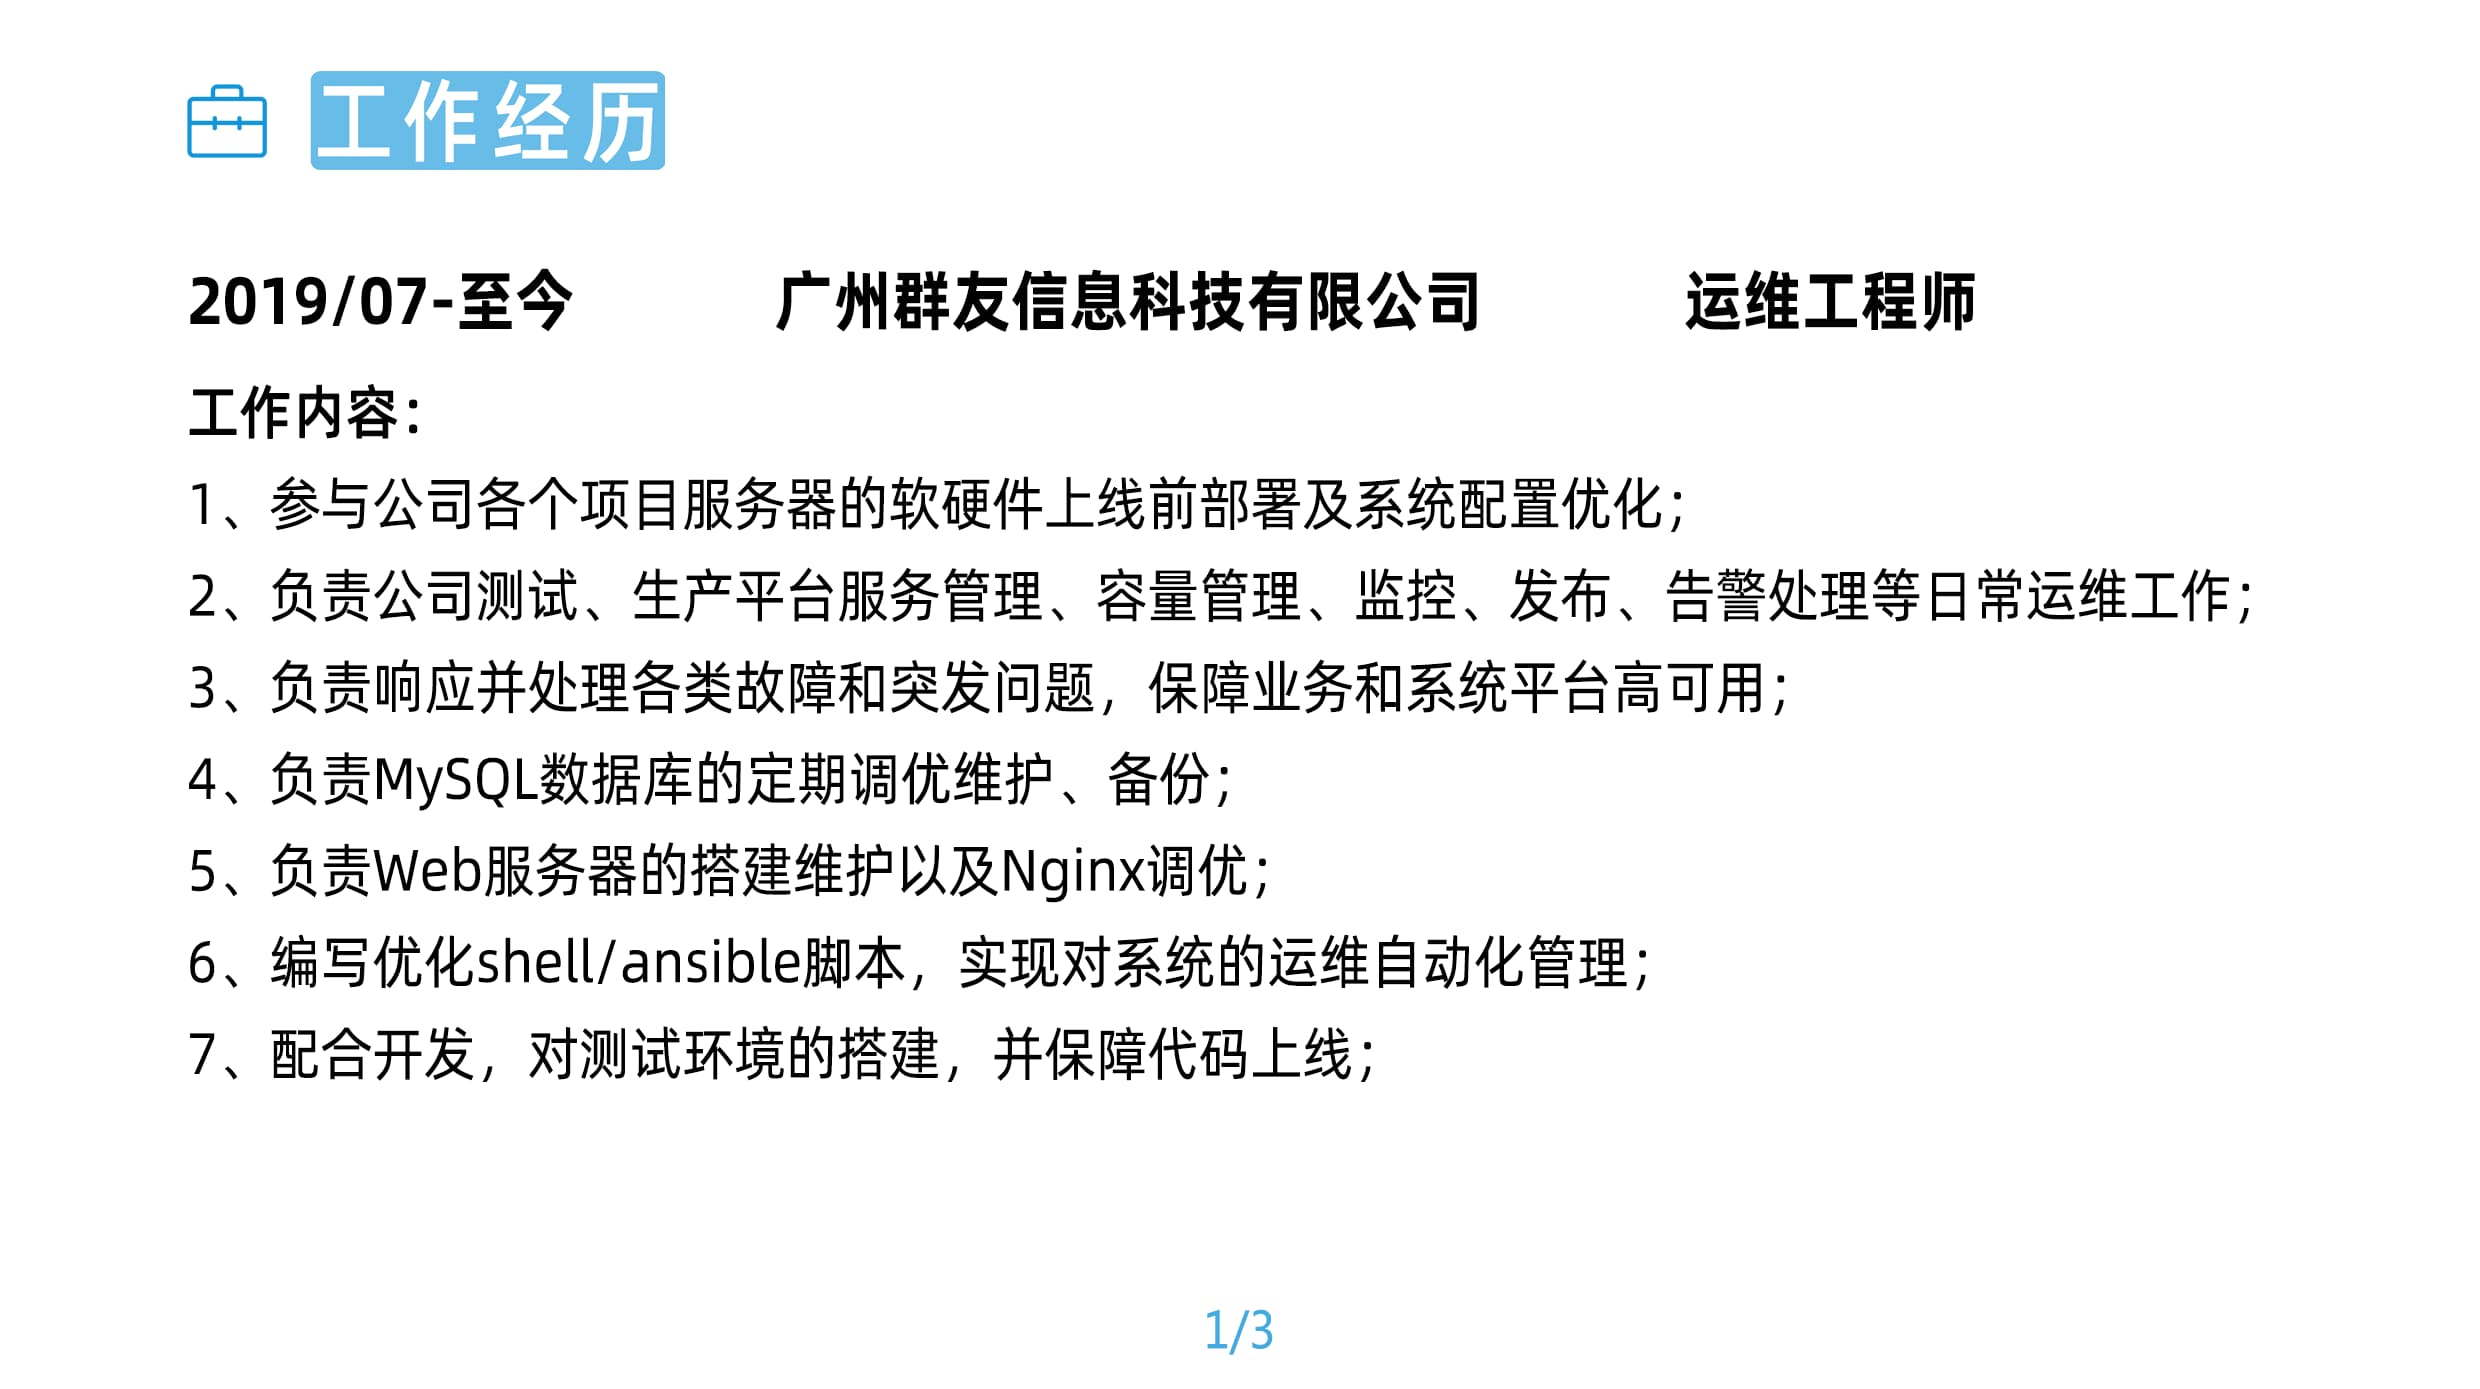 工作经历
2019/07-至今 广州群友信息科技有限公司 运维工程师
工作内容：
1、参与公司各个项目服务器的软硬件上线前部署及系统配置优化；
2、负责公司测试、生产平台服务管理、容量管理、监控、发布、告警处理等日常运维工作；
3、负责响应并处理各类故障和突发问题，保障业务和系统平台高可用；
4、负责MySQL数据库的定期调优维护、备份；
5、负责Web服务器的搭建维护以及Nginx调优；
6、编写优化shell/ansible脚本，实现对系统的运维自动化管理；
7、配合开发，对测试环境的搭建，并保障代码上线；
1/3